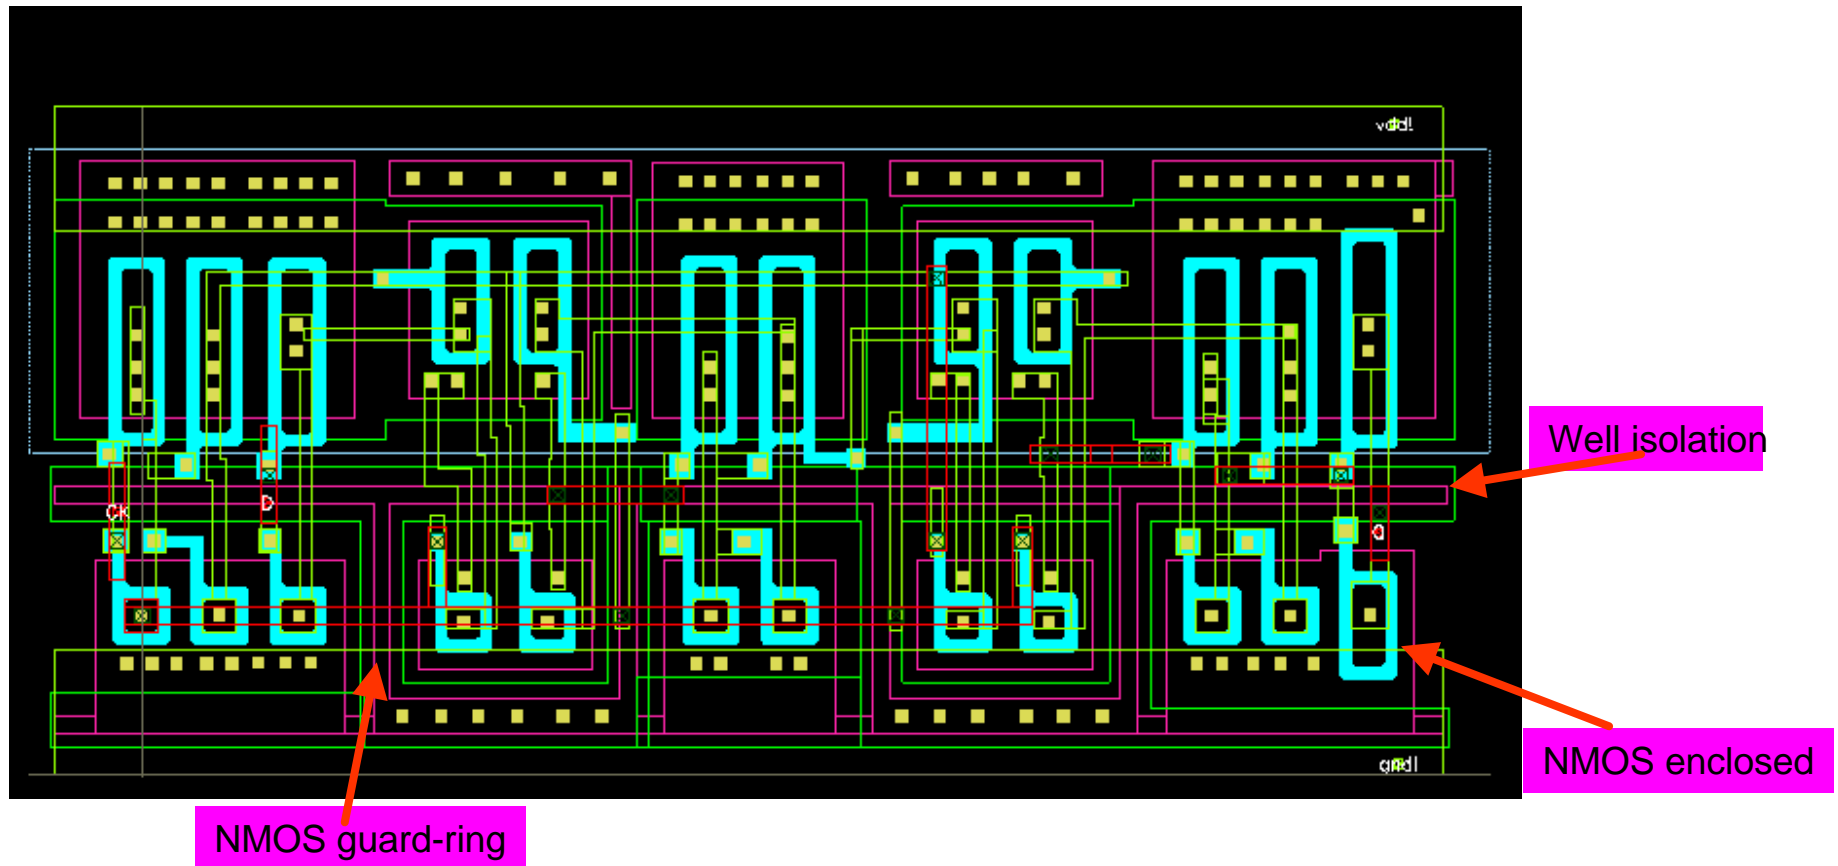 vdd!
Well isolation
Ck
D
Q
NMOS enclosed
gnd!
NMOS guard-ring